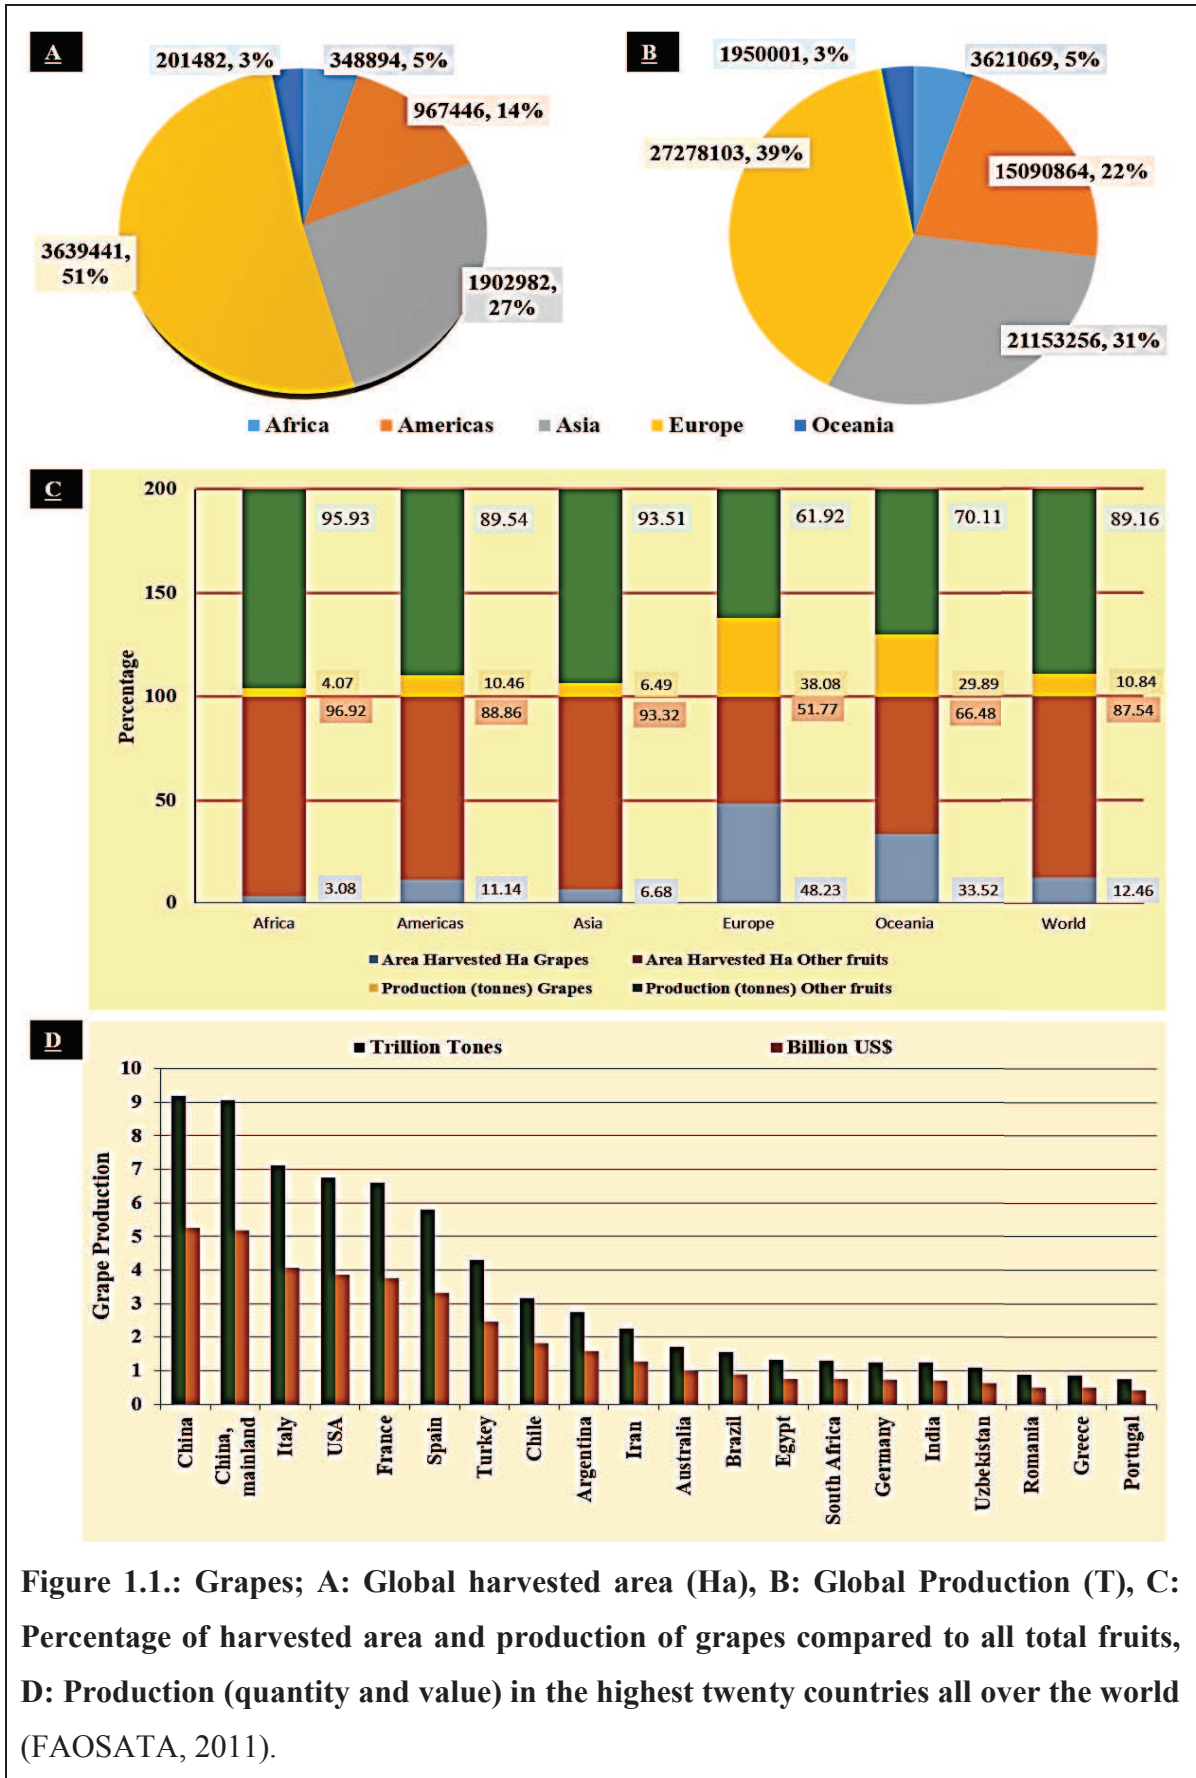 A
201482, 3%
348894, 5%
967446, 14%
3639441,
51%
1902982,
27%
B
1950001, 3%
3621069, 5%
27278103, 39%
15090864, 22%
21153256, 31%
Africa Americas Asia Europe Oceania
C
Percentage
200
150
100
50
0
95.93 89.54 93.51 61.92 70.11 89.16
4.07 10.46 6.49 38.08 29.89 10.84
96.92 88.86 93.32 51.77 66.48 87.54
3.08 11.14 6.68 48.23 33.52 12.46
Africa Americas Asia Europe Oceania World
Area Harvested Ha Grapes Area Harvested Ha Other fruits
Production (tonnes) Grapes Production (tonnes) Other fruits
D
Trillion Tones Billion US$
Grape Production
10
9
8
7
6
5
4
3
2
1
0
China
China,
mainland
Italy
USA
France
Spain
Turkey
Chile
Argentina
Iran
Australia
Brazil
Egypt
South Africa
Germany
India
Uzbekistan
Romania
Greece
Portugal
Figure 1.1.: Grapes; A: Global harvested area (Ha), B: Global Production (T), C:
Percentage of harvested area and production of grapes compared to all total fruits,
D: Production (quantity and value) in the highest twenty countries all over the world
(FAOSATA, 2011).